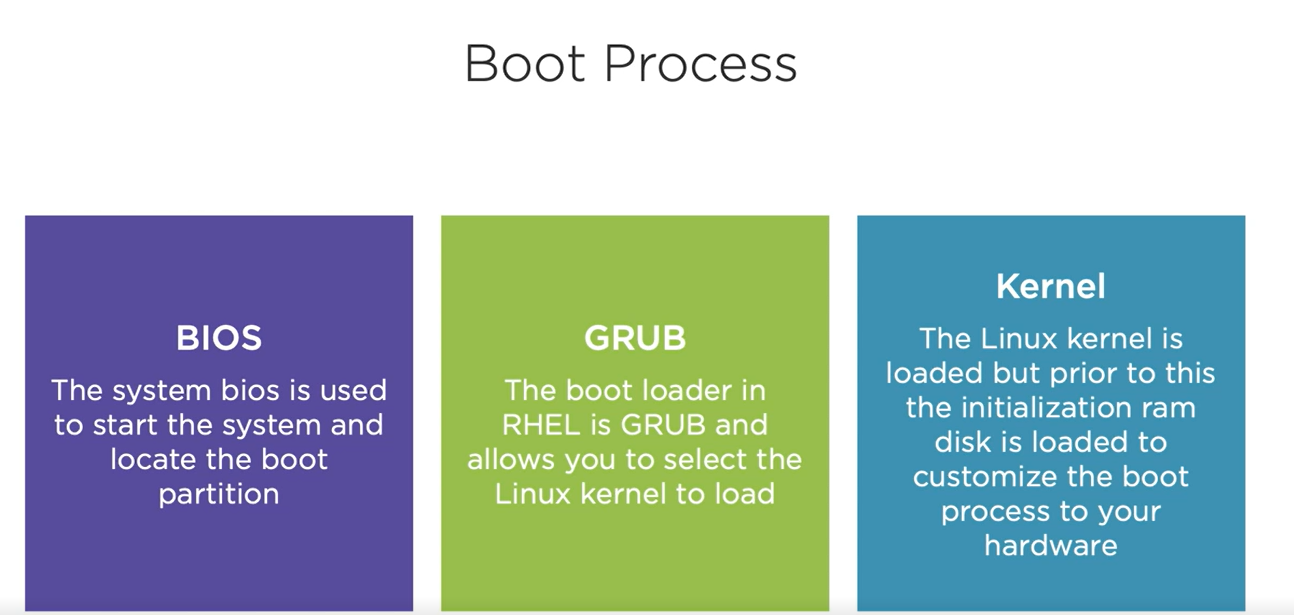 Boot Process
BIOS
The system bios is used
to start the system and
locate the boot
partition
GRUB
The boot loader in
RHEL is GRUB and
allows you to select the
Linux kernel to load
Kernel
The Linux kernel is
loaded but prior to this
the initialization ram
disk is loaded to
customize the boot
process to your
hardware